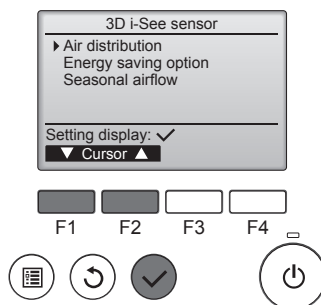 3D i-See sensor
Air distribution
Energy saving option
Seasonal airflow
Setting display:
Cursor
F1 F2 F3 F4